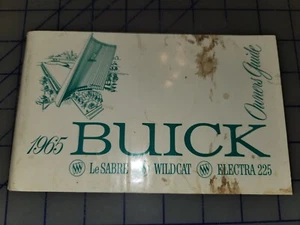 1965 BUICK Owners Guide
LeSABRE WILDCAT ELECTRA 225